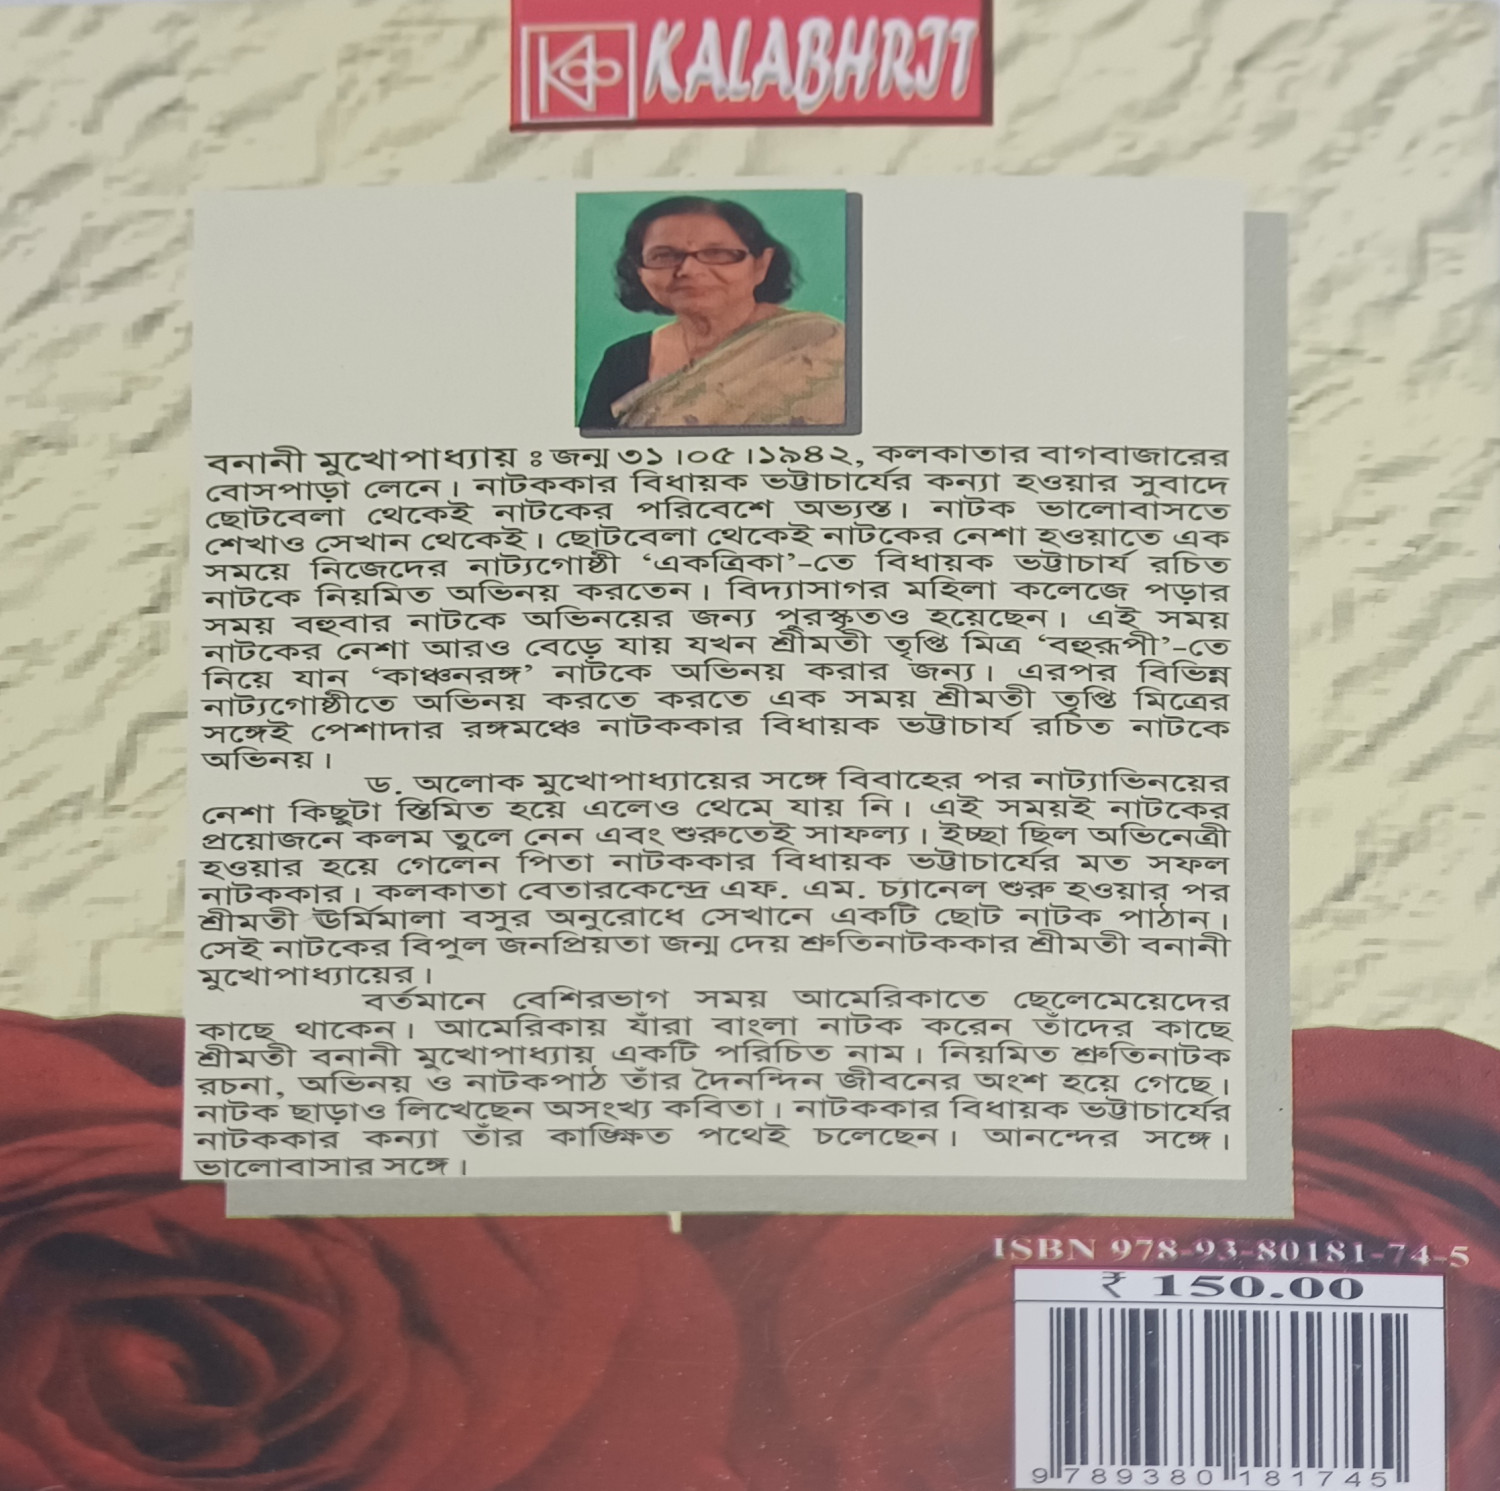 KALABHRIT
বনানী মুখোপাধ্যায় ঃ জন্ম ৩১।০৫।১৯৪২, কলকাতার বাগবাজারের
বোসপাড়া লেনে। নাটককার বিধায়ক ভট্টাচার্যের কন্যা হওয়ার সুবাদে
ছোটবেলা থেকেই নাটকের পরিবেশে অভ্যস্ত। নাটক ভালোবাসতে
শেখাও সেখান থেকেই। ছোটবেলা থেকেই নাটকের নেশা হওয়াতে এক
সময়ে নিজেদের নাট্যগোষ্ঠী ‘একত্রিকা’-তে বিধায়ক ভট্টাচার্য রচিত
নাটকে নিয়মিত অভিনয় করতেন। বিদ্যাসাগর মহিলা কলেজে পড়ার
সময় বহুবার নাটকে অভিনয়ের জন্য পুরস্কৃতও হয়েছেন। এই সময়
নাটকের নেশা আরও বেড়ে যায় যখন শ্রীমতী তৃপ্তি মিত্র ‘বহুরূপী’-তে
নিয়ে যান ‘কাঞ্চনরঙ্গ’ নাটকে অভিনয় করার জন্য। এরপর বিভিন্ন
নাট্যগোষ্ঠীতে অভিনয় করতে করতে এক সময় শ্রীমতী তৃপ্তি মিত্রের
সঙ্গেই পেশাদার রঙ্গমঞ্চে নাটককার বিধায়ক ভট্টাচার্য রচিত নাটকে
অভিনয়।
ড. অলোক মুখোপাধ্যায়ের সঙ্গে বিবাহের পর নাট্যাভিনয়ের
নেশা কিছুটা স্তিমিত হয়ে এলেও থেমে যায় নি। এই সময়ই নাটকের
প্রয়োজনে কলম তুলে নেন এবং শুরুতেই সাফল্য। ইচ্ছা ছিল অভিনেত্রী
হওয়ার হয়ে গেলেন পিতা নাটককার বিধায়ক ভট্টাচার্যের মত সফল
নাটককার। কলকাতা বেতারকেন্দ্রে এফ. এম. চ্যানেল শুরু হওয়ার পর
শ্রীমতী ঊর্মিমালা বসুর অনুরোধে সেখানে একটি ছোট নাটক পাঠান।
সেই নাটকের বিপুল জনপ্রিয়তা জন্ম দেয় শ্রুতিনাটককার শ্রীমতী বনানী
মুখোপাধ্যায়ের।
বর্তমানে বেশিরভাগ সময় আমেরিকাতে ছেলেমেয়েদের
কাছে থাকেন। আমেরিকায় যাঁরা বাংলা নাটক করেন তাঁদের কাছে
শ্রীমতী বনানী মুখোপাধ্যায় একটি পরিচিত নাম। নিয়মিত শ্রুতিনাটক
রচনা, অভিনয় ও নাটকপাঠ তাঁর দৈনন্দিন জীবনের অংশ হয়ে গেছে।
নাটক ছাড়াও লিখেছেন অসংখ্য কবিতা। নাটককার বিধায়ক ভট্টাচার্যের
নাটককার কন্যা তাঁর কাঙ্ক্ষিত পথেই চলেছেন। আনন্দের সঙ্গে।
ভালোবাসার সঙ্গে।
ISBN 978-93-80181-74-5
₹ 150.00
9 789380 181745